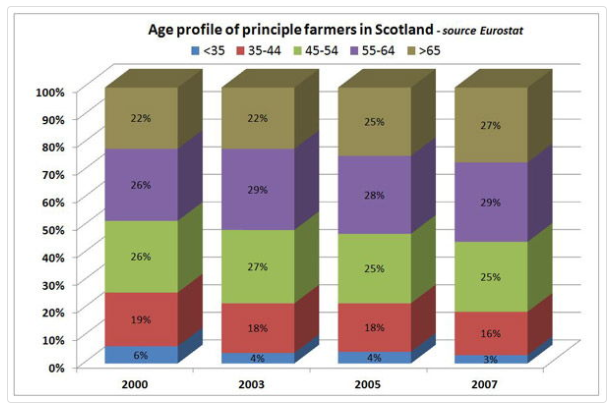 Age profile of principle farmers in Scotland - source Eurostat
<35 35-44 45-54 55-64 >65
100%
90%
80%
70%
60%
50%
40%
30%
20%
10%
0%
22% 22% 25% 27%
26% 29% 28% 29%
26% 27% 25% 25%
19% 18% 18% 16%
6% 4% 4% 3%
2000 2003 2005 2007